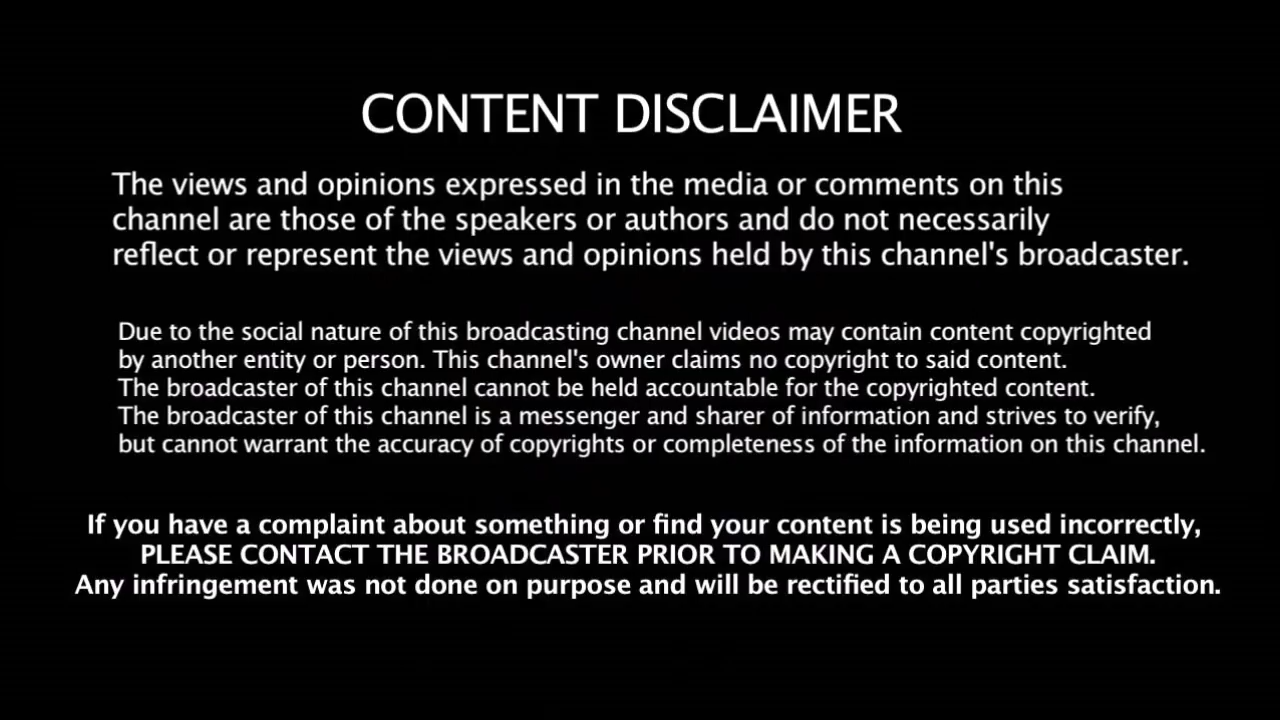 CONTENT DISCLAIMER
The views and opinions expressed in the media or comments on this
channel are those of the speakers or authors and do not necessarily
reflect or represent the views and opinions held by this channel's broadcaster.
Due to the social nature of this broadcasting channel videos may contain content copyrighted
by another entity or person. This channel's owner claims no copyright to said content.
The broadcaster of this channel cannot be held accountable for the copyrighted content.
The broadcaster of this channel is a messenger and sharer of information and strives to verify,
but cannot warrant the accuracy of copyrights or completeness of the information on this channel.
If you have a complaint about something or find your content is being used incorrectly,
PLEASE CONTACT THE BROADCASTER PRIOR TO MAKING A COPYRIGHT CLAIM.
Any infringement was not done on purpose and will be rectified to all parties satisfaction.